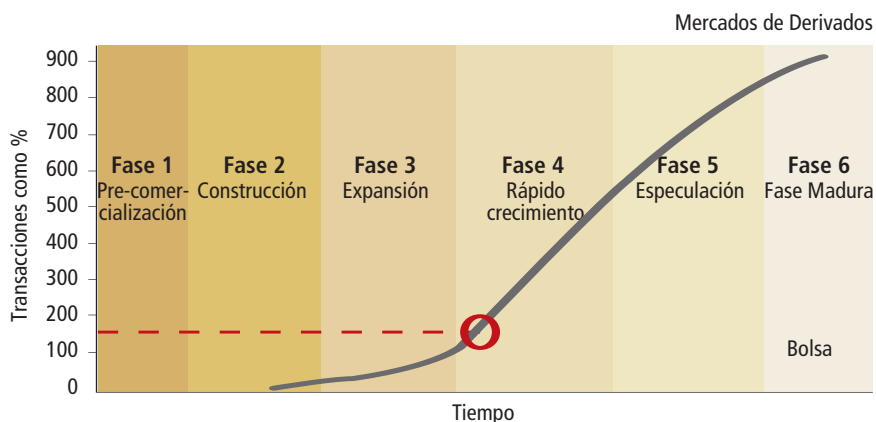 Mercados de Derivados
Transacciones como %
900
800
700
600
500
400
300
200
100
0
Fase 1
Pre-comer-
cialización
Fase 2
Construcción
Fase 3
Expansión
Fase 4
Rápido
crecimiento
Fase 5
Especulación
Fase 6
Fase Madura
Bolsa
Tiempo